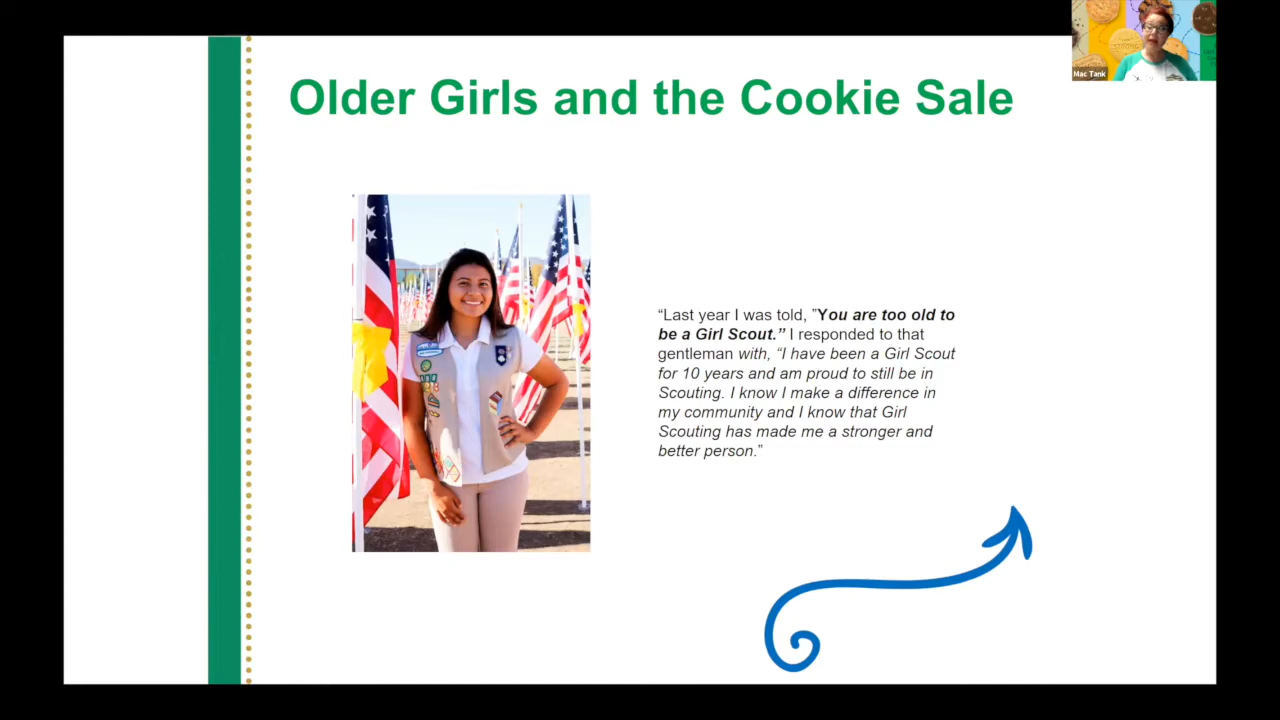 Mac Tank
Older Girls and the Cookie Sale
“Last year I was told, ”You are too old to
be a Girl Scout.” I responded to that
gentleman with, “I have been a Girl Scout
for 10 years and am proud to still be in
Scouting. I know I make a difference in
my community and I know that Girl
Scouting has made me a stronger and
better person.”